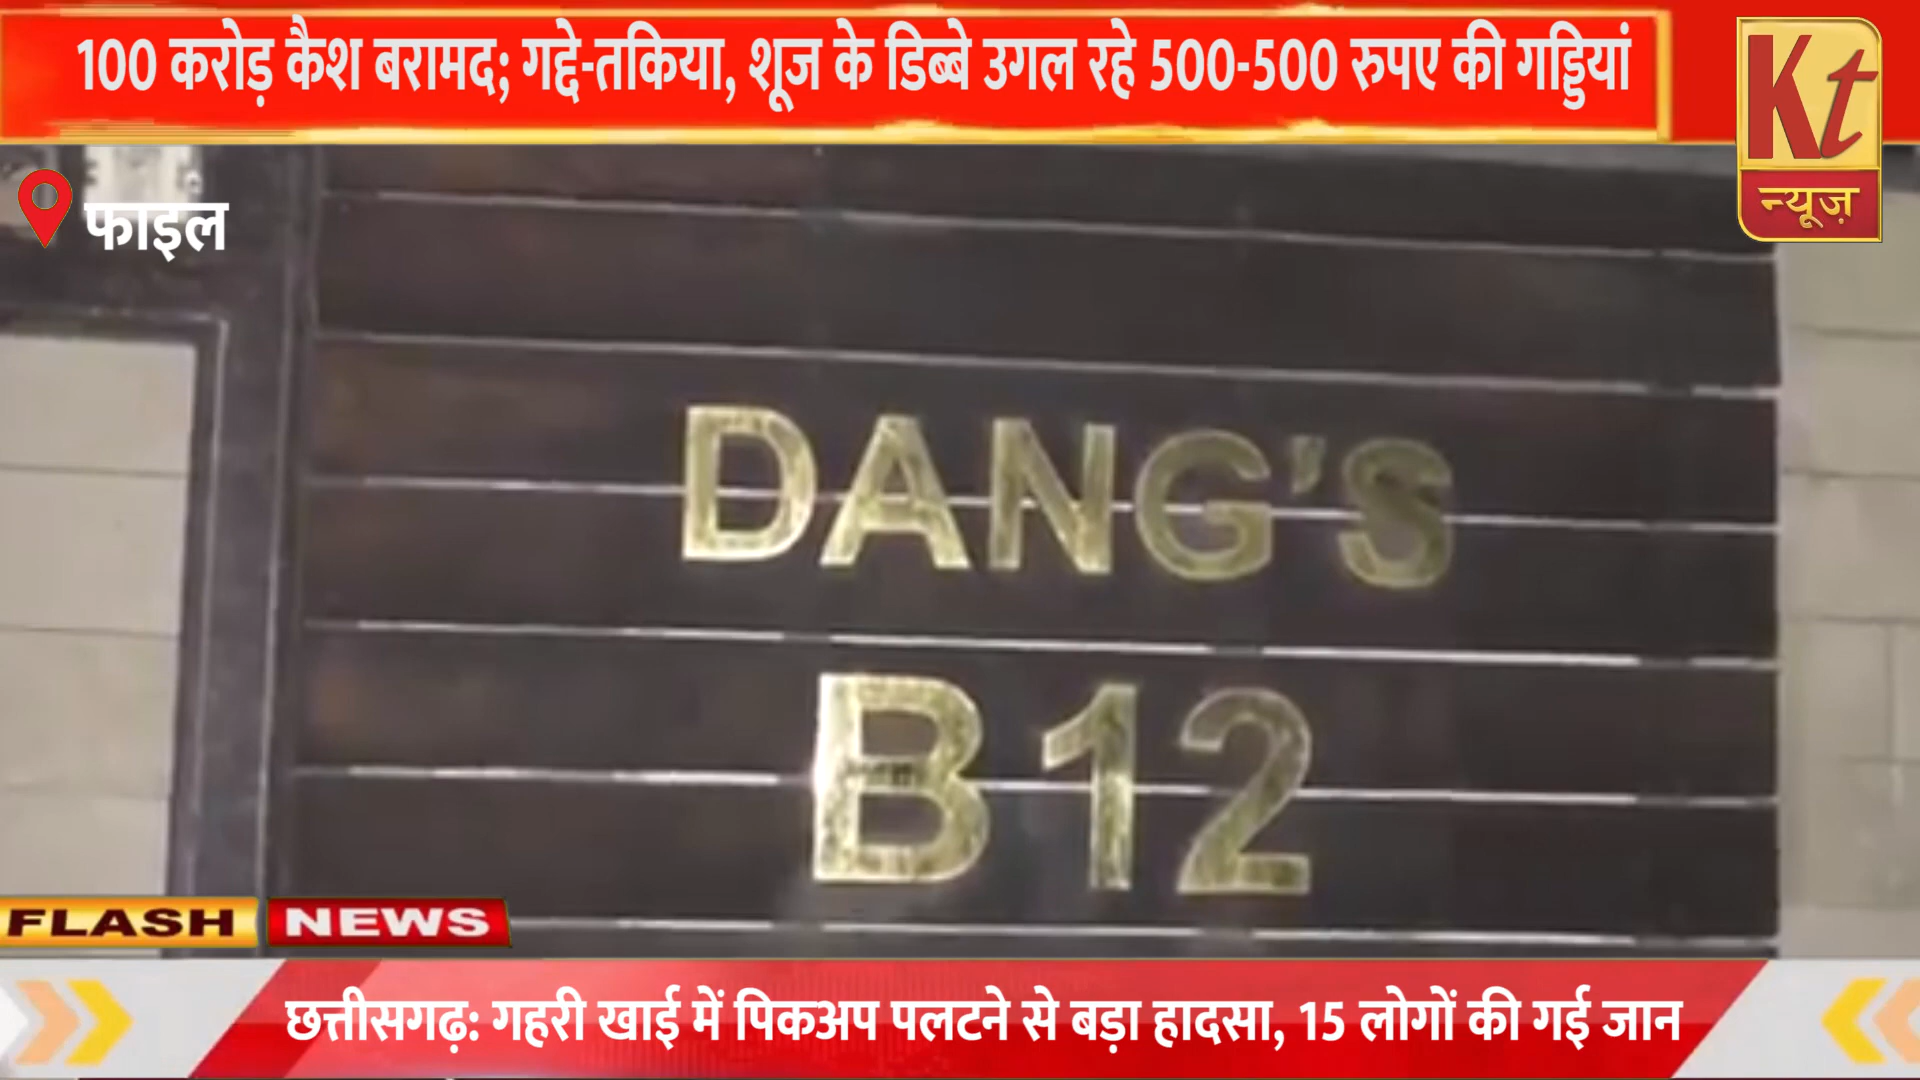 100 करोड़ कैश बरामद; गद्दे-तकिया, शूज के डिब्बे उगल रहे 500-500 रुपए की गड्डियां
Kt
न्यूज़
फाइल
DANG'S
B12
FLASH NEWS
छत्तीसगढ़: गहरी खाई में पिकअप पलटने से बड़ा हादसा, 15 लोगों की गई जान